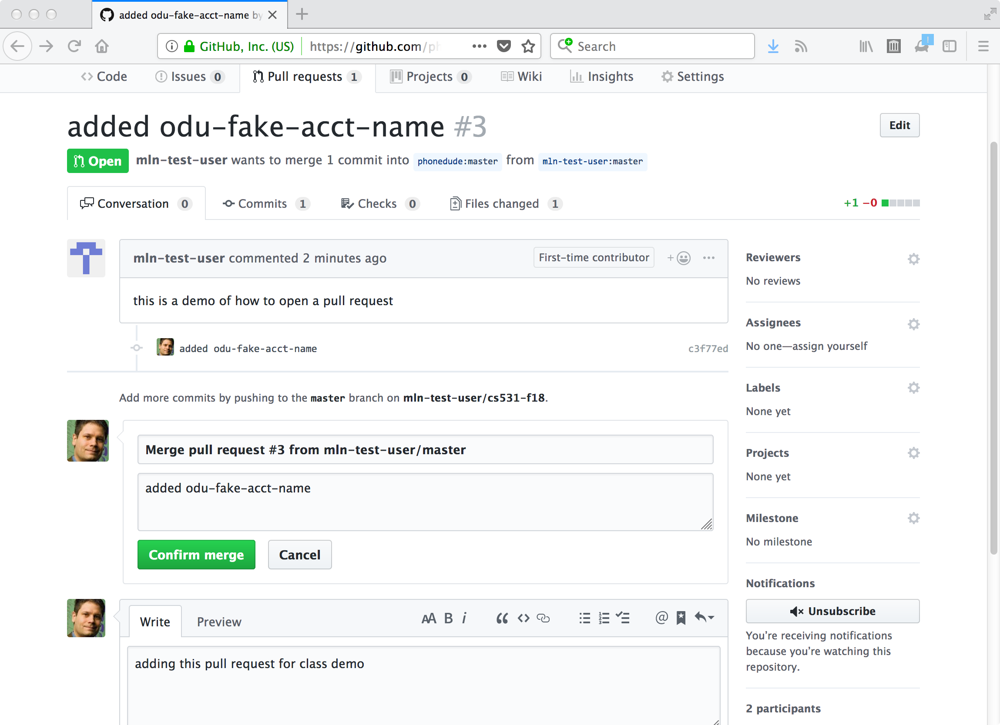 added odu-fake-acct-name by
GitHub, Inc. (US) https://github.com/ph
Search
Code Issues 0 Pull requests 1 Projects 0 Wiki Insights Settings
added odu-fake-acct-name #3
Edit
Open mln-test-user wants to merge 1 commit into phonedude:master from mln-test-user:master
Conversation 0 Commits 1 Checks 0 Files changed 1 +1 −0
mln-test-user commented 2 minutes ago First-time contributor
this is a demo of how to open a pull request
added odu-fake-acct-name c3f77ed
Add more commits by pushing to the master branch on mln-test-user/cs531-f18.
Merge pull request #3 from mln-test-user/master
added odu-fake-acct-name
Confirm merge Cancel
Write Preview
adding this pull request for class demo
Reviewers
No reviews
Assignees
No one—assign yourself
Labels
None yet
Projects
None yet
Milestone
No milestone
Notifications
Unsubscribe
You’re receiving notifications
because you’re watching this
repository.
2 participants